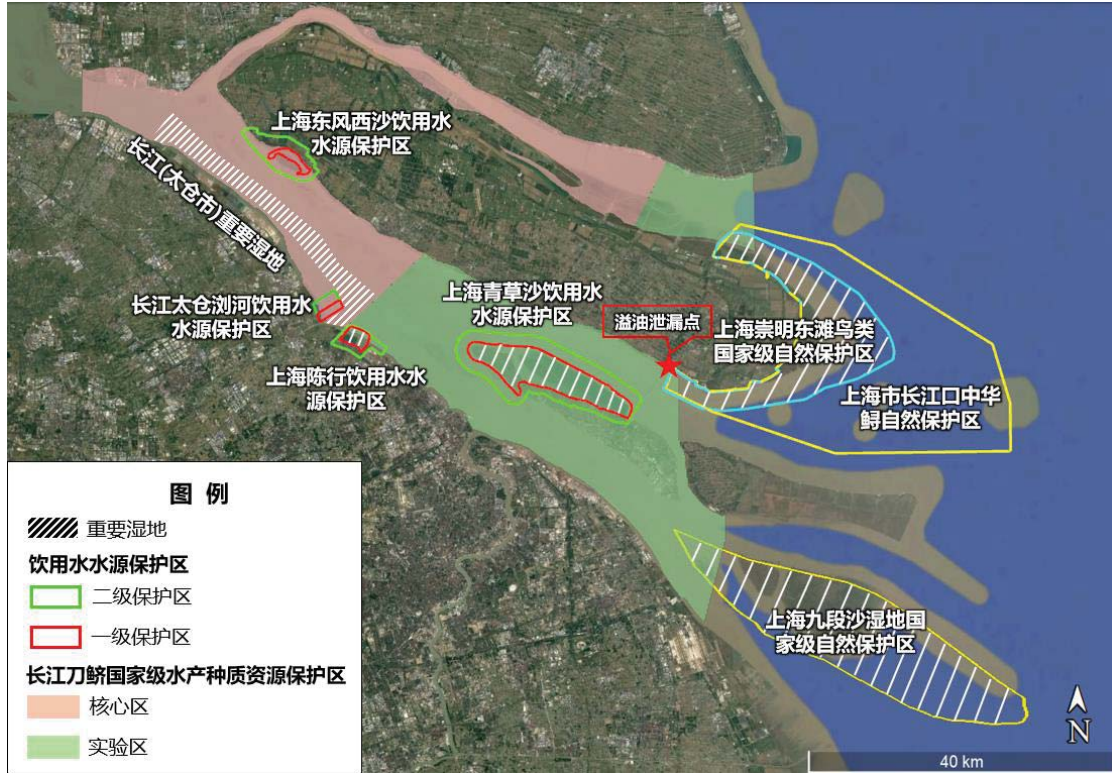 上海东风西沙饮用水
水源保护区
长江(太仓市)重要湿地
长江太仓浏河饮用水
水源保护区
上海陈行饮用水水
源保护区
上海青草沙饮用水
水源保护区
溢油泄漏点
上海崇明东滩鸟类
国家级自然保护区
上海市长江口中华
鲟自然保护区
上海九段沙湿地国
家级自然保护区
图 例
重要湿地
饮用水水源保护区
二级保护区
一级保护区
长江刀鲚国家级水产种质资源保护区
核心区
实验区
N
40 km